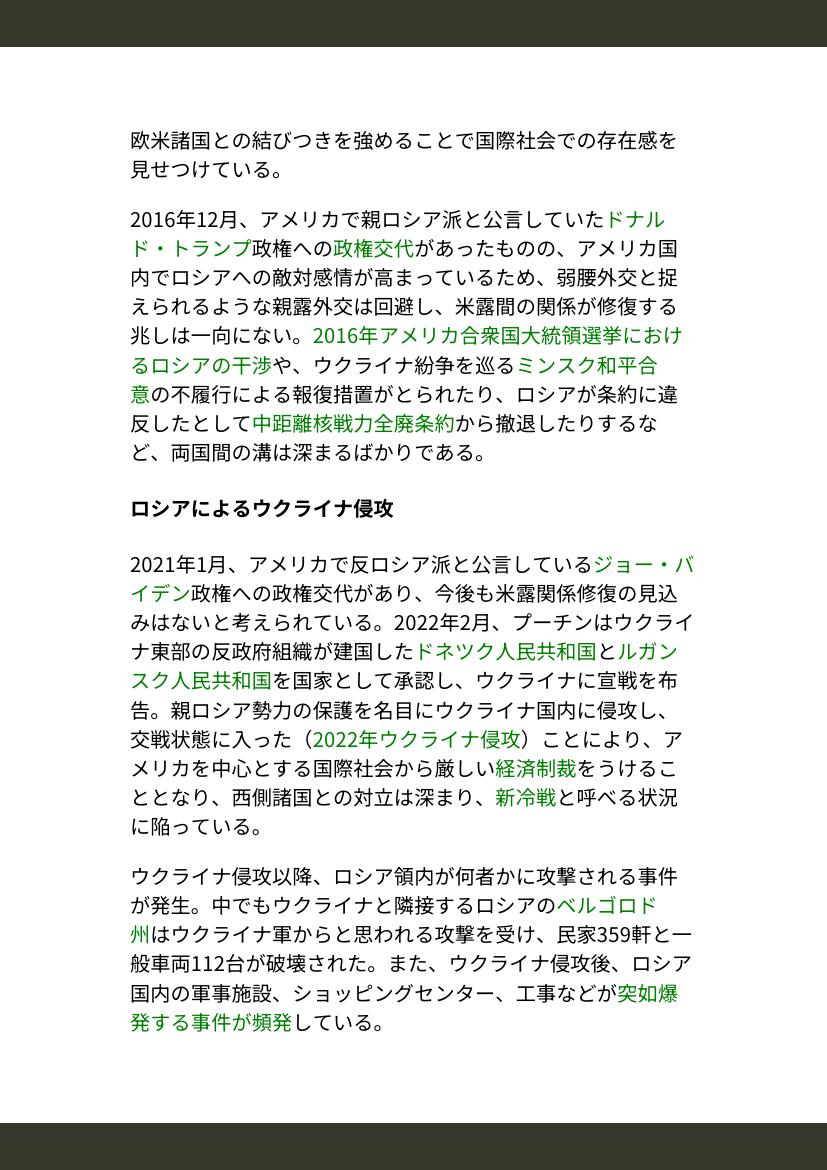 欧米諸国との結びつきを強めることで国際社会での存在感を
見せつけている。
2016年12月、アメリカで親ロシア派と公言していたドナル
ド・トランプ政権への政権交代があったものの、アメリカ国
内でロシアへの敵対感情が高まっているため、弱腰外交と捉
えられるような親露外交は回避し、米露間の関係が修復する
兆しは一向にない。2016年アメリカ合衆国大統領選挙におけ
るロシアの干渉や、ウクライナ紛争を巡るミンスク和平合
意の不履行による報復措置がとられたり、ロシアが条約に違
反したとして中距離核戦力全廃条約から撤退したりするな
ど、両国間の溝は深まるばかりである。
ロシアによるウクライナ侵攻
2021年1月、アメリカで反ロシア派と公言しているジョー・バ
イデン政権への政権交代があり、今後も米露関係修復の見込
みはないと考えられている。2022年2月、プーチンはウクライ
ナ東部の反政府組織が建国したドネツク人民共和国とルガン
スク人民共和国を国家として承認し、ウクライナに宣戦を布
告。親ロシア勢力の保護を名目にウクライナ国内に侵攻し、
交戦状態に入った（2022年ウクライナ侵攻）ことにより、ア
メリカを中心とする国際社会から厳しい経済制裁をうけるこ
ととなり、西側諸国との対立は深まり、新冷戦と呼べる状況
に陥っている。
ウクライナ侵攻以降、ロシア領内が何者かに攻撃される事件
が発生。中でもウクライナと隣接するロシアのベルゴロド
州はウクライナ軍からと思われる攻撃を受け、民家359軒と一
般車両112台が破壊された。また、ウクライナ侵攻後、ロシア
国内の軍事施設、ショッピングセンター、工事などが突如爆
発する事件が頻発している。